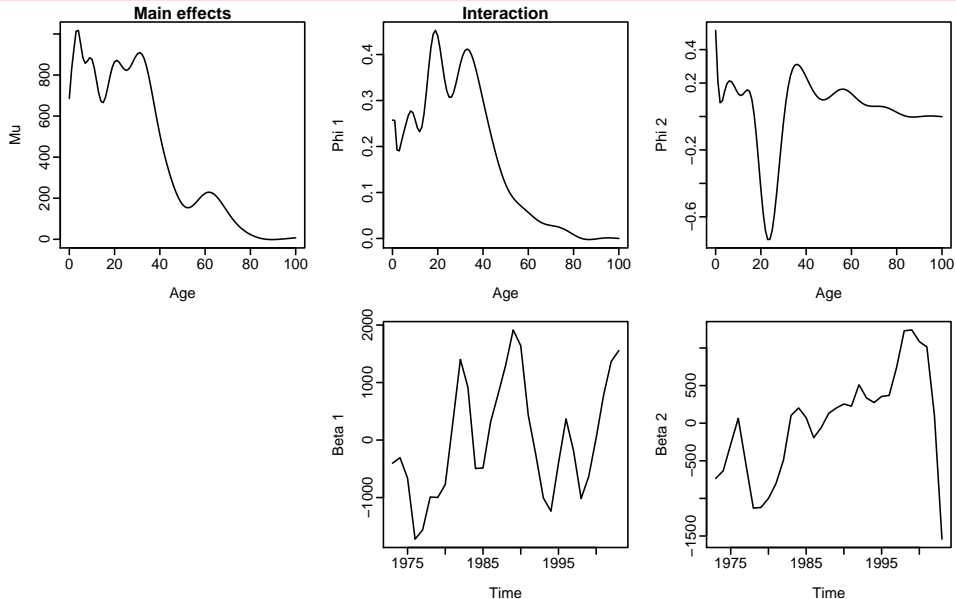 Main effects
Interaction
Mu
0 200 400 600 800
0 20 40 60 80 100
Age
Phi 1
0.0 0.1 0.2 0.3 0.4
0 20 40 60 80 100
Age
Phi 2
−0.6 −0.2 0.2 0.4
0 20 40 60 80 100
Age
Beta 1
−1000 0 1000 2000
1975 1985 1995
Time
Beta 2
−1500 −500 0 500
1975 1985 1995
Time